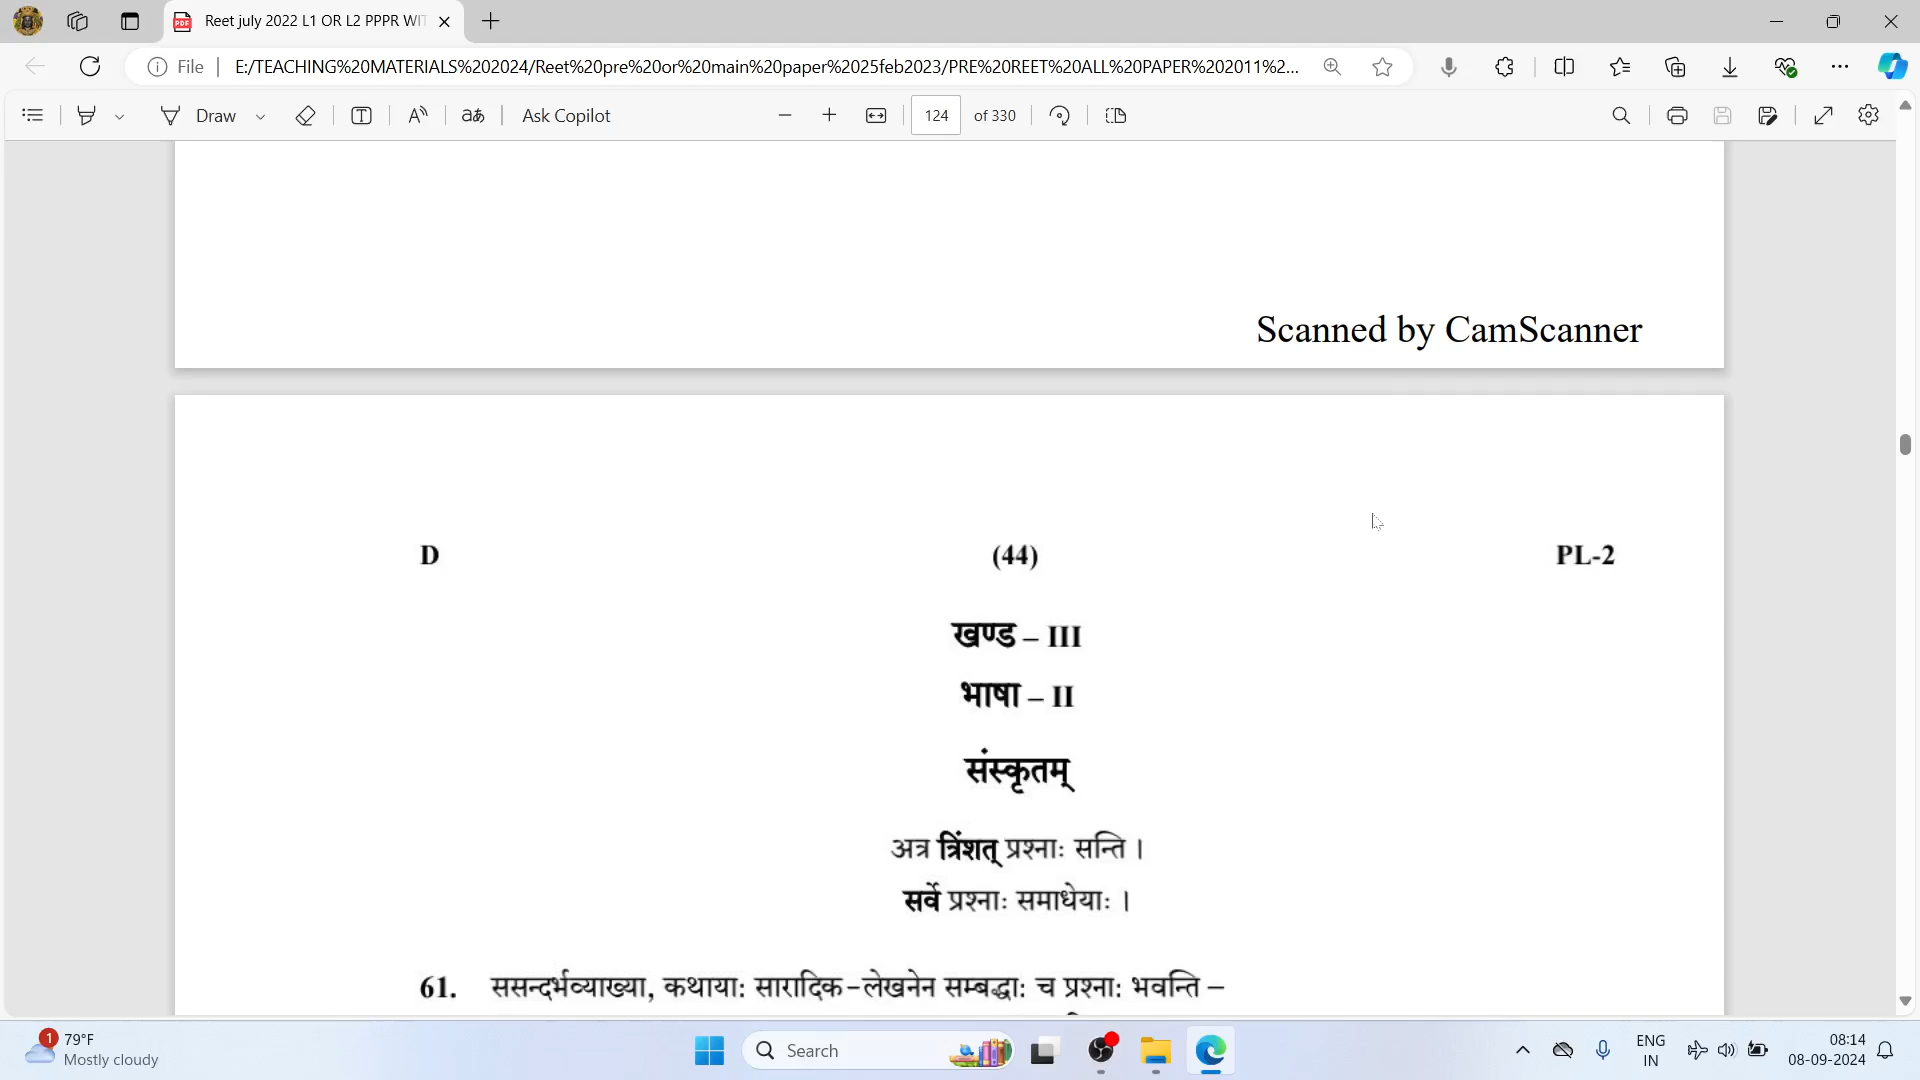 Reet july 2022 L1 OR L2 PPPR WIT
File
E:/TEACHING%20MATERIALS%202024/Reet%20pre%20or%20main%20paper%2025feb2023/PRE%20REET%20ALL%20PAPER%202011%2...
Draw
Ask Copilot
124 of 330
Scanned by CamScanner
D (44) PL-2
खण्ड – III
भाषा – II
संस्कृतम्
अत्र त्रिंशत् प्रश्नाः सन्ति ।
सर्वे प्रश्नाः समाधेयाः ।
61. ससन्दर्भव्याख्या, कथायाः सारादिक-लेखनेन सम्बद्धाः च प्रश्नाः भवन्ति –
1
79°F
Mostly cloudy
Search
ENG
IN
08:14
08-09-2024